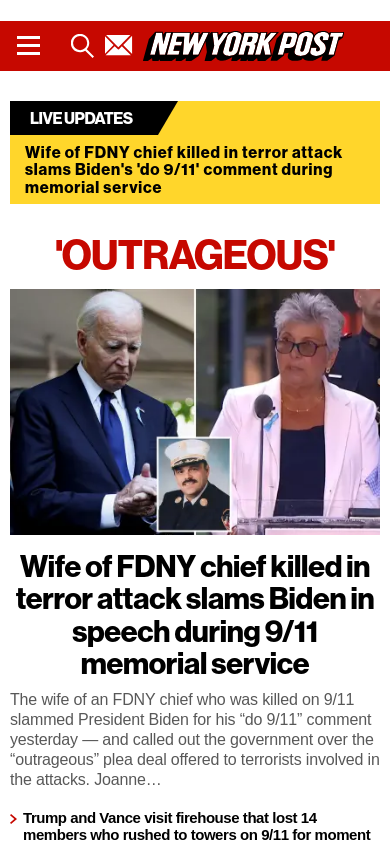 NEW YORK POST
LIVE UPDATES
Wife of FDNY chief killed in terror attack
slams Biden's 'do 9/11' comment during
memorial service
'OUTRAGEOUS'
Wife of FDNY chief killed in
terror attack slams Biden in
speech during 9/11
memorial service
The wife of an FDNY chief who was killed on 9/11
slammed President Biden for his “do 9/11” comment
yesterday — and called out the government over the
“outrageous” plea deal offered to terrorists involved in
the attacks. Joanne…
Trump and Vance visit firehouse that lost 14
members who rushed to towers on 9/11 for moment